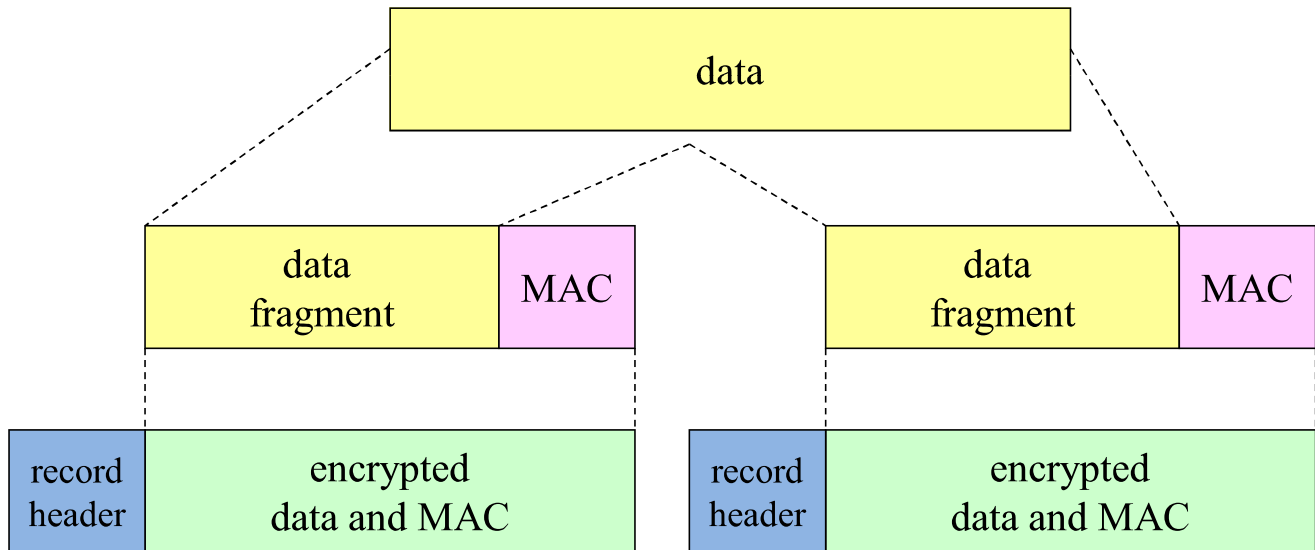 data
data
fragment
MAC
data
fragment
MAC
record
header
encrypted
data and MAC
record
header
encrypted
data and MAC